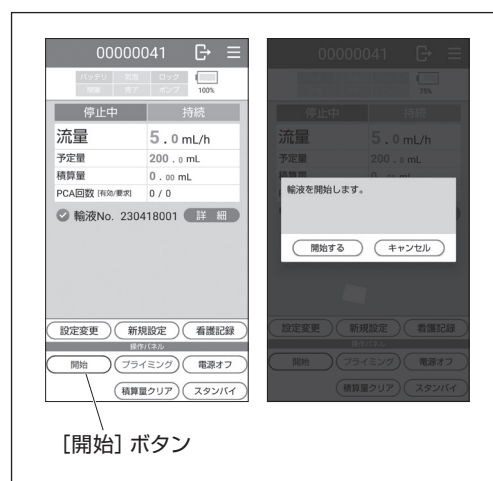 00000041
バッテリ 気泡 ロック
閉塞 終了 ポンプ 100%
停止中 持続
流量 5.0 mL/h
予定量 200.0 mL
積算量 0.00 mL
PCA回数 [有効/要求] 0 / 0
輸液No. 230418001 詳 細
設定変更 新規設定 看護記録
操作パネル
開始 プライミング 電源オフ
積算量クリア スタンバイ
[開始] ボタン
00000041
75%
停止中 持続
流量 5.0 mL/h
予定量 200.0 mL
積算量
輸液を開始します。
開始する キャンセル
設定変更 新規設定 看護記録
操作パネル
開始 プライミング 電源オフ
積算量クリア スタンバイ